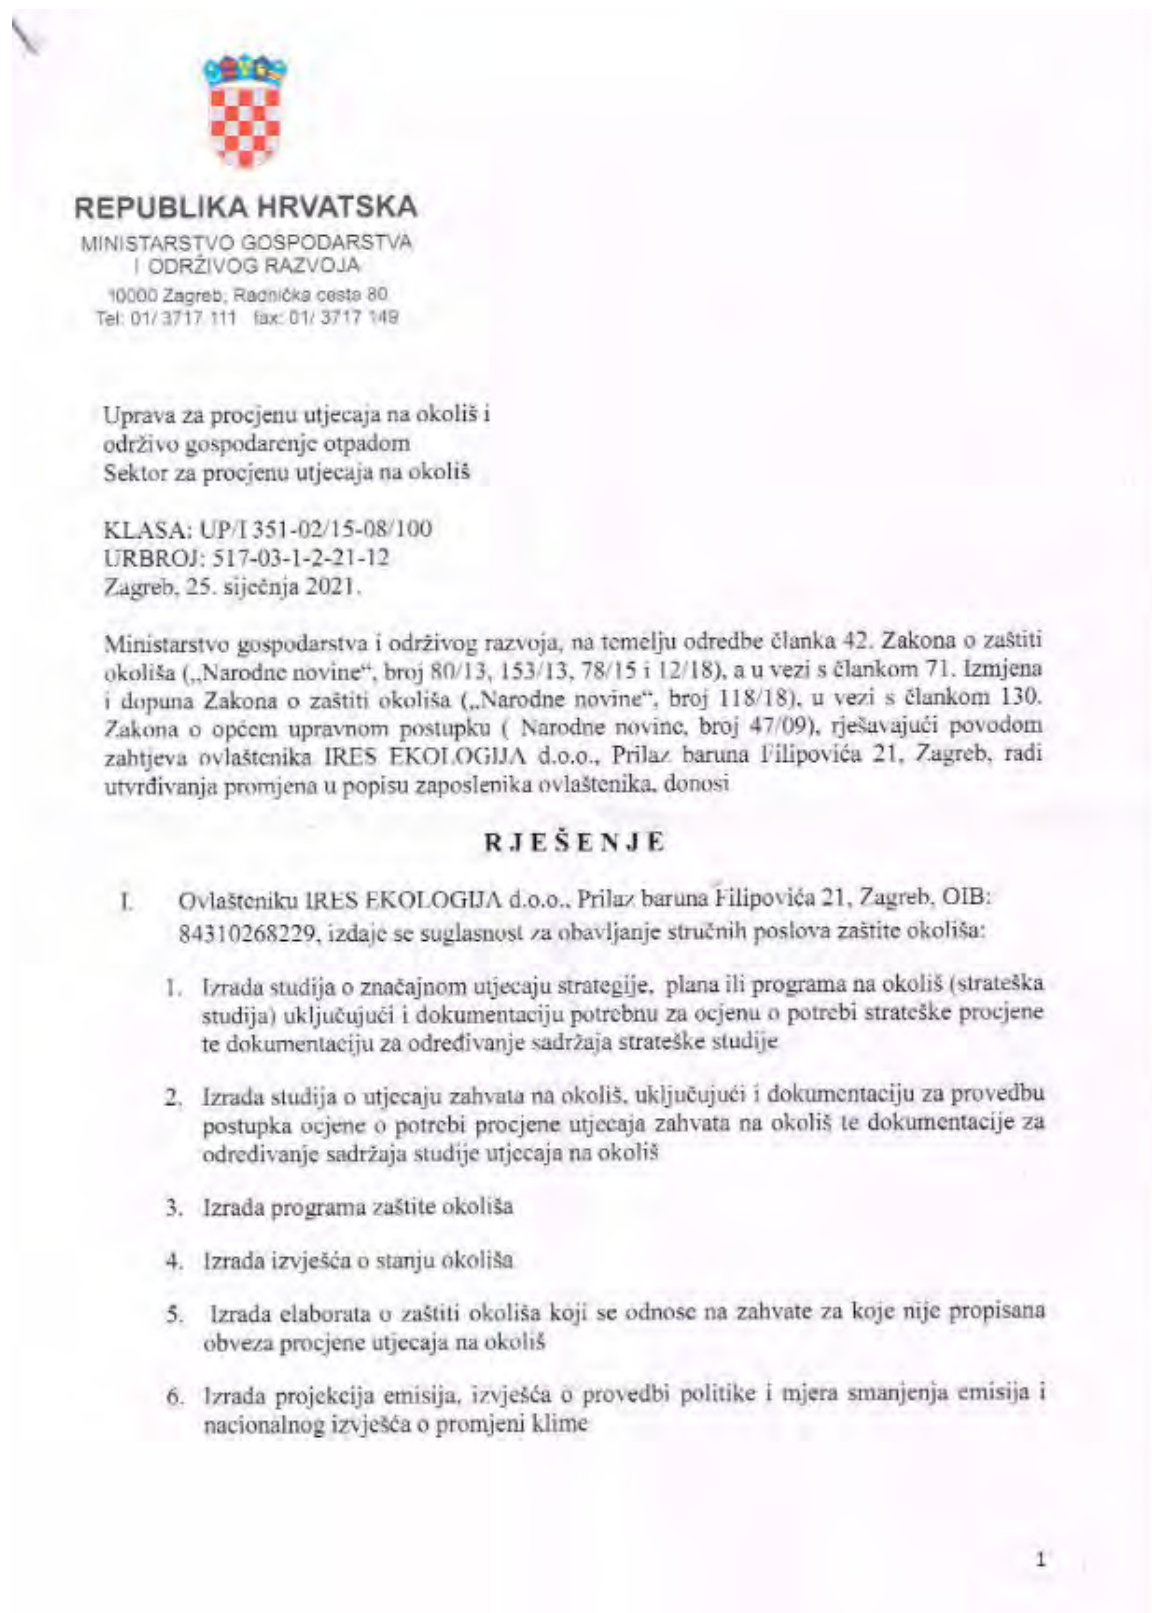 REPUBLIKA HRVATSKA
MINISTARSTVO GOSPODARSTVA
I ODRŽIVOG RAZVOJA
10000 Zagreb, Radnička cesta 80
Tel: 01/ 3717 111 fax: 01/ 3717 149
Uprava za procjenu utjecaja na okoliš i
održivo gospodarenje otpadom
Sektor za procjenu utjecaja na okoliš
KLASA: UP/I 351-02/15-08/100
URBROJ: 517-03-1-2-21-12
Zagreb, 25. siječnja 2021.
Ministarstvo gospodarstva i održivog razvoja, na temelju odredbe članka 42. Zakona o zaštiti
okoliša („Narodne novine“, broj 80/13, 153/13, 78/15 i 12/18), a u vezi s člankom 71. Izmjena
i dopuna Zakona o zaštiti okoliša („Narodne novine“, broj 118/18), u vezi s člankom 130.
Zakona o općem upravnom postupku ( Narodne novine, broj 47/09), rješavajući povodom
zahtjeva ovlaštenika IRES EKOLOGIJA d.o.o., Prilaz baruna Filipovića 21, Zagreb, radi
utvrđivanja promjena u popisu zaposlenika ovlaštenika, donosi
RJEŠENJE
I. Ovlašteniku IRES EKOLOGIJA d.o.o., Prilaz baruna Filipovića 21, Zagreb, OIB:
84310268229, izdaje se suglasnost za obavljanje stručnih poslova zaštite okoliša:
1. Izrada studija o značajnom utjecaju strategije, plana ili programa na okoliš (strateška
studija) uključujući i dokumentaciju potrebnu za ocjenu o potrebi strateške procjene
te dokumentaciju za određivanje sadržaja strateške studije
2. Izrada studija o utjecaju zahvata na okoliš, uključujući i dokumentaciju za provedbu
postupka ocjene o potrebi procjene utjecaja zahvata na okoliš te dokumentacije za
određivanje sadržaja studije utjecaja na okoliš
3. Izrada programa zaštite okoliša
4. Izrada izvješća o stanju okoliša
5. Izrada elaborata o zaštiti okoliša koji se odnose na zahvate za koje nije propisana
obveza procjene utjecaja na okoliš
6. Izrada projekcija emisija, izvješća o provedbi politike i mjera smanjenja emisija i
nacionalnog izvješća o promjeni klime
1